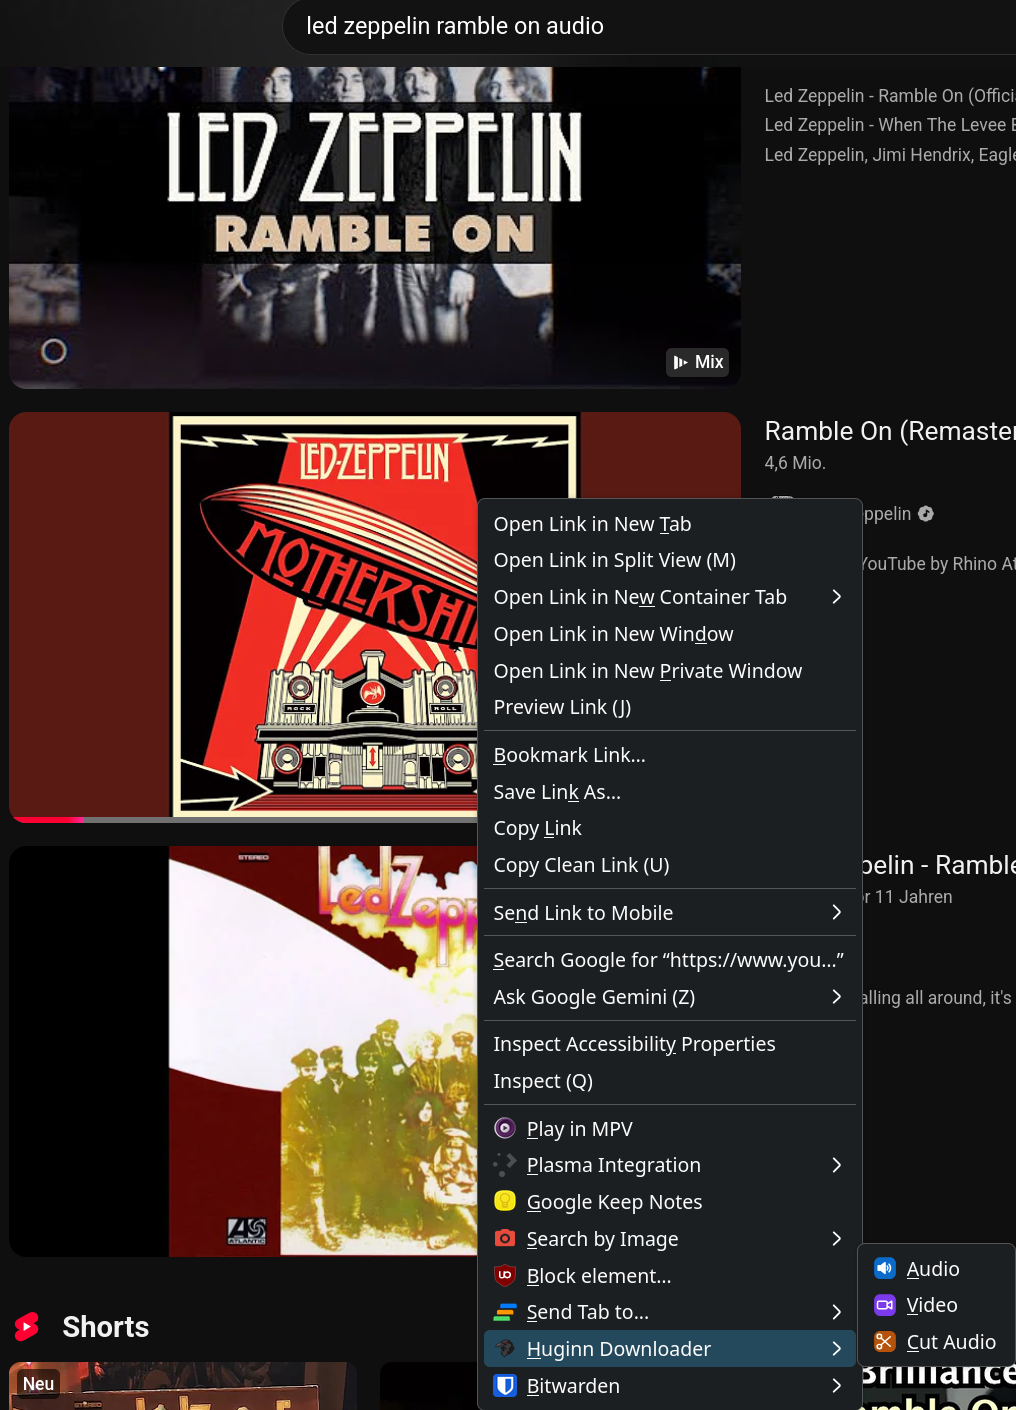 led zeppelin ramble on audio
Led Zeppelin - Ramble On (Offici
Led Zeppelin - When The Levee
Led Zeppelin, Jimi Hendrix, Eagle
LED ZEPPELIN
RAMBLE ON
Mix
Ramble On (Remaster
4,6 Mio.
eppelin
YouTube by Rhino At
LED-ZEPPELIN
MOTHERSHI
ROCK
ROLL
Open Link in New Tab
Open Link in Split View (M)
Open Link in New Container Tab
Open Link in New Window
Open Link in New Private Window
Preview Link (J)
Bookmark Link…
Save Link As…
Copy Link
Copy Clean Link (U)
Send Link to Mobile
Search Google for “https://www.you…”
Ask Google Gemini (Z)
Inspect Accessibility Properties
Inspect (Q)
Play in MPV
Plasma Integration
Google Keep Notes
Search by Image
Block element…
Send Tab to…
Huginn Downloader
Bitwarden
Audio
Video
Cut Audio
pelin - Ramble
or 11 Jahren
alling all around, it's
STEREO
Led Zepp
ATLANTIC
Shorts
Neu
Brilliance